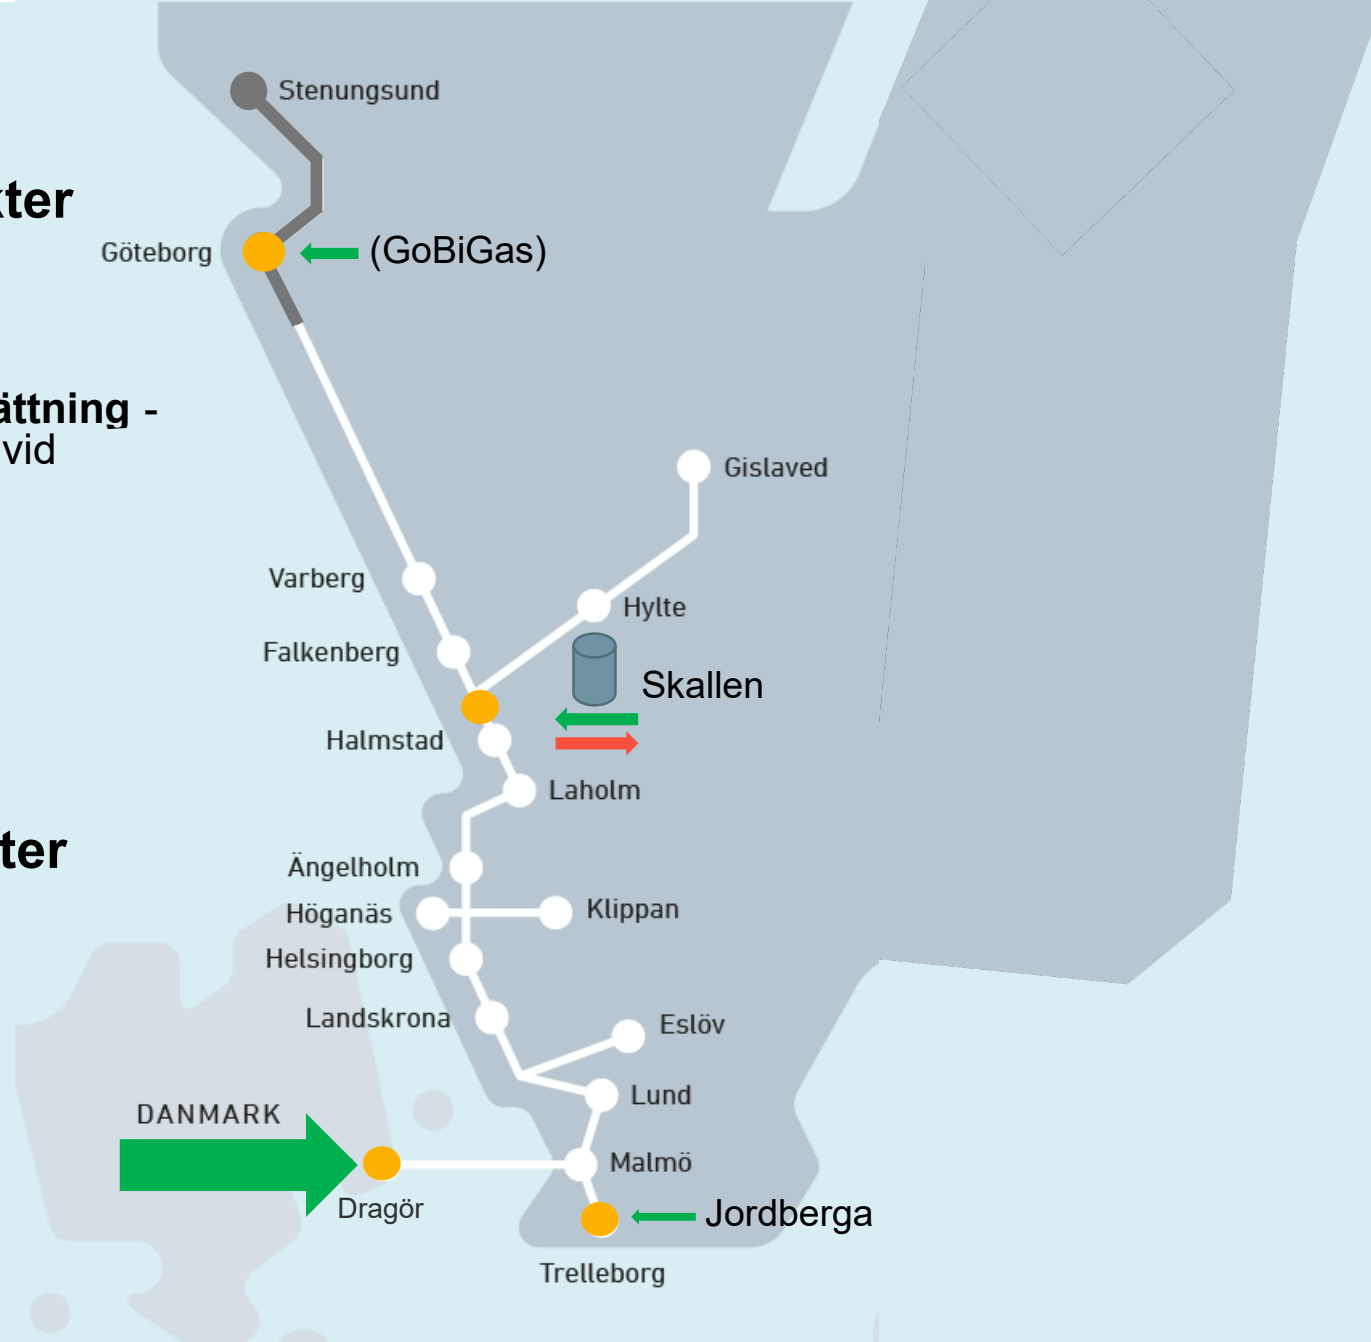 Stenungsund
kter
Göteborg
(GoBiGas)
ättning -
vid
Gislaved
Varberg
Hylte
Falkenberg
Skallen
Halmstad
Laholm
ter
Ängelholm
Höganäs
Klippan
Helsingborg
Landskrona
Eslöv
Lund
DANMARK
Malmö
Dragör
Jordberga
Trelleborg